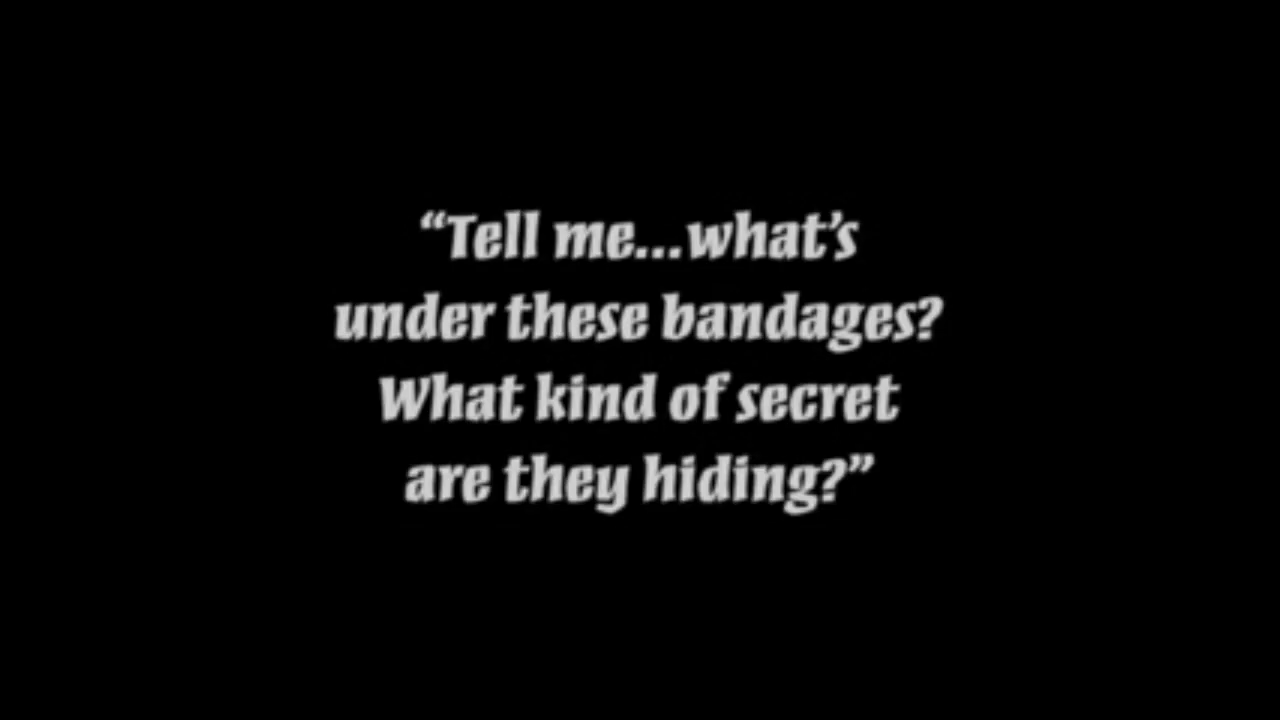 “Tell me...what’s
under these bandages?
What kind of secret
are they hiding?”